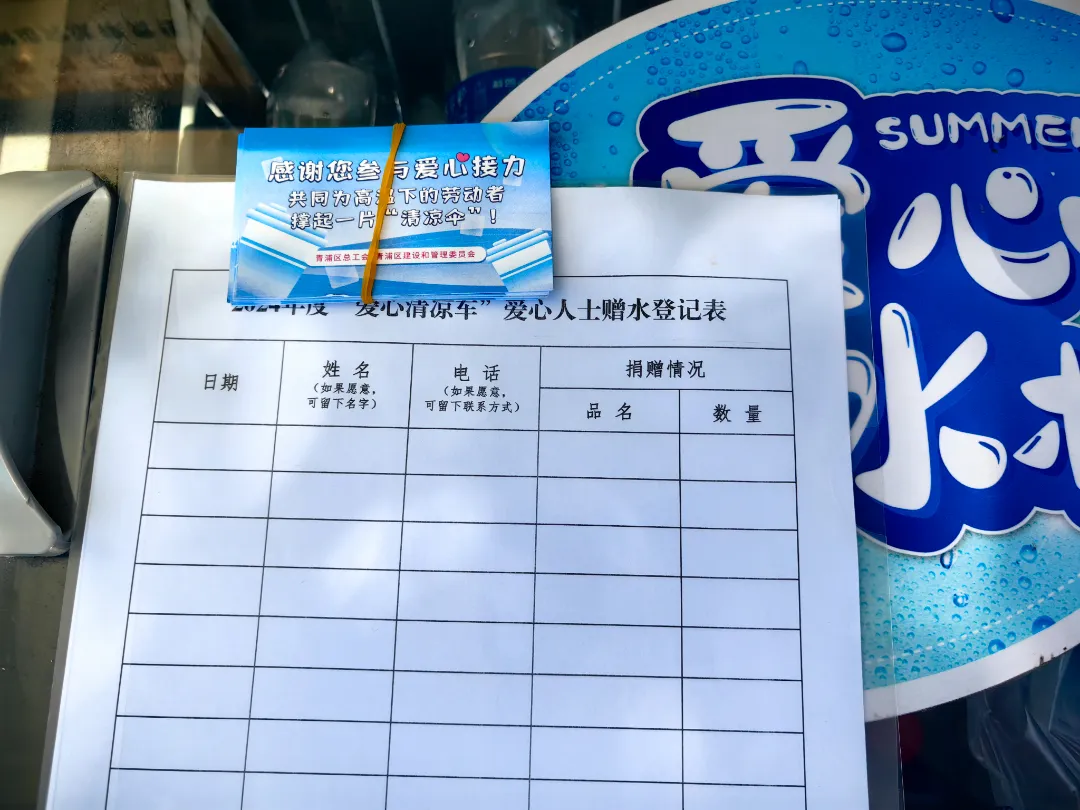 感谢您参与爱心接力
共同为高温下的劳动者
撑起一片“清凉伞”！
青浦区总工会 青浦区建设和管理委员会
2024年度“爱心清凉车”爱心人士赠水登记表
日期
姓名
（如果愿意，
可留下名字）
电话
（如果愿意，
可留下联系方式）
捐赠情况
品名
数量
SUMMER
爱心
冰